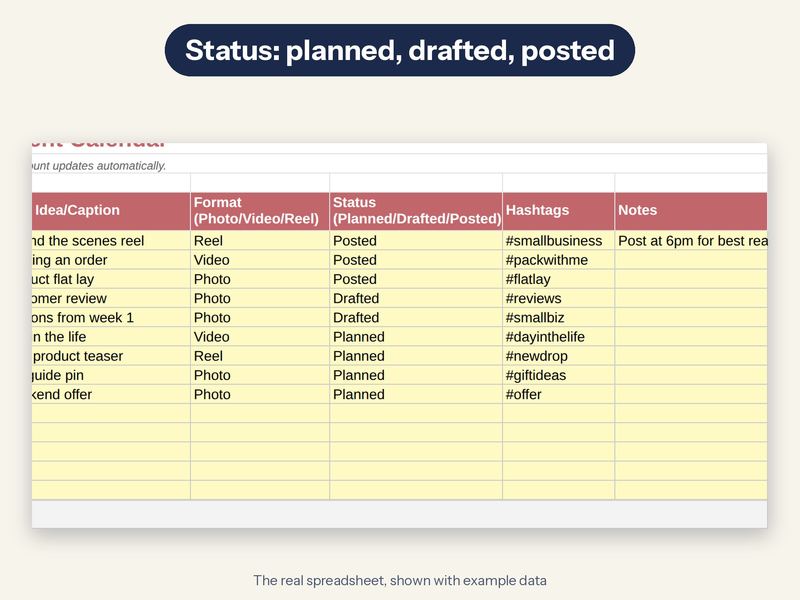 Status: planned, drafted, posted
ent Calendar
ount updates automatically.
Idea/Caption Format (Photo/Video/Reel) Status (Planned/Drafted/Posted) Hashtags Notes
nd the scenes reel Reel Posted #smallbusiness Post at 6pm for best rea
ing an order Video Posted #packwithme
uct flat lay Photo Posted #flatlay
omer review Photo Drafted #reviews
ons from week 1 Photo Drafted #smallbiz
n the life Video Planned #dayinthelife
product teaser Reel Planned #newdrop
guide pin Photo Planned #giftideas
kend offer Photo Planned #offer
The real spreadsheet, shown with example data